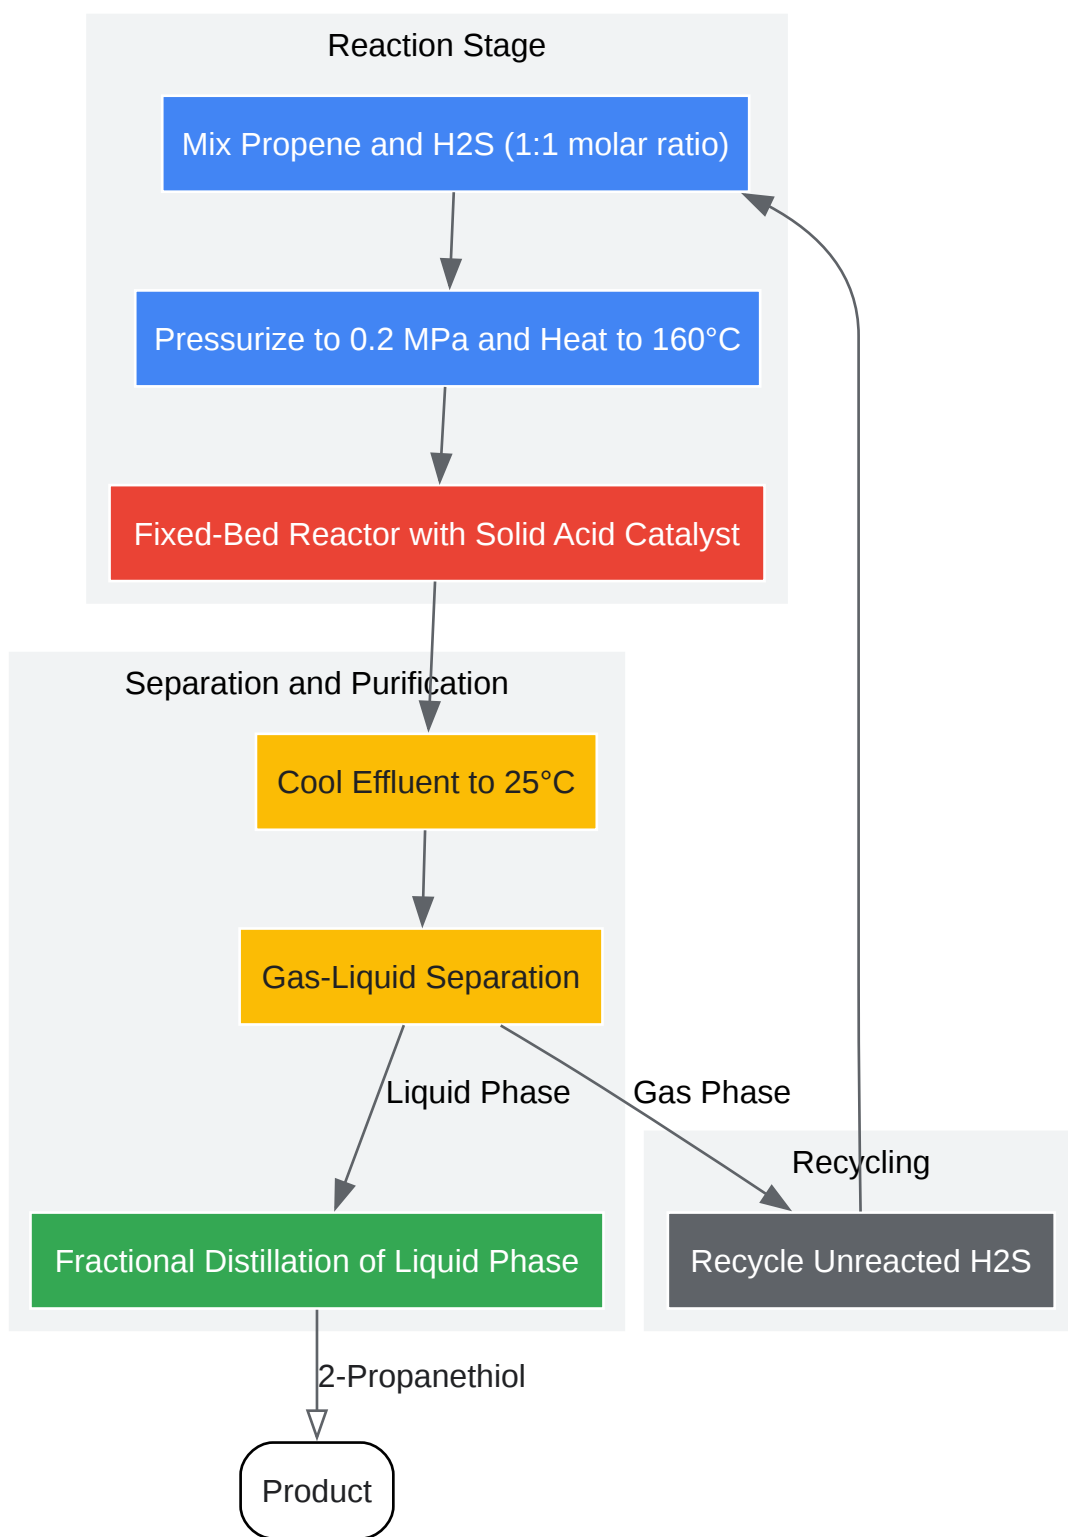 Reaction Stage
Mix Propene and H2S (1:1 molar ratio)
Pressurize to 0.2 MPa and Heat to 160°C
Fixed-Bed Reactor with Solid Acid Catalyst
Separation and Purification
Cool Effluent to 25°C
Gas-Liquid Separation
Liquid Phase
Gas Phase
Recycling
Fractional Distillation of Liquid Phase
Recycle Unreacted H2S
2-Propanethiol
Product